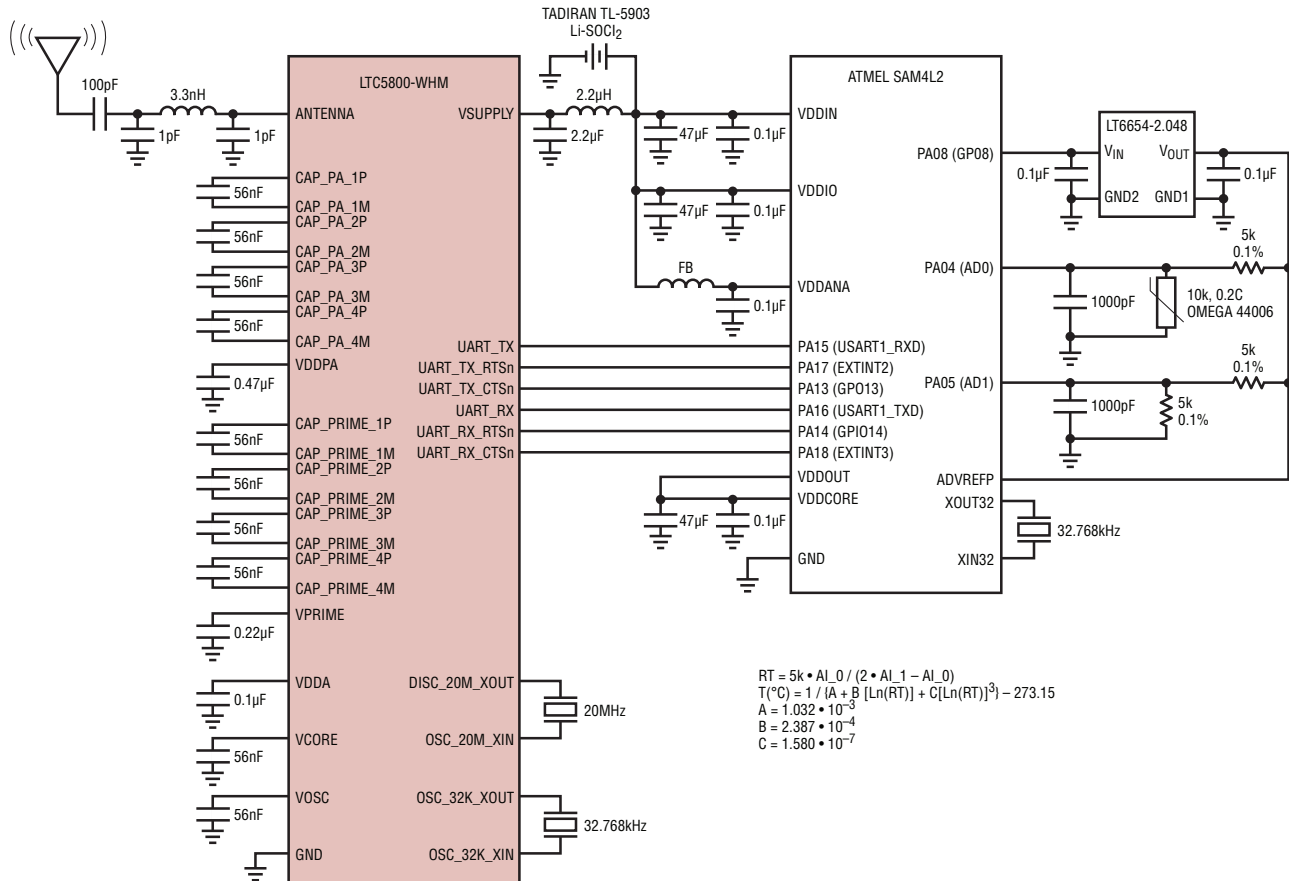 TADIRAN TL-5903
Li-SOCl2
LTC5800-WHM
ATMEL SAM4L2
100pF
3.3nH
1pF
1pF
ANTENNA
VSUPPLY
2.2µH
2.2µF
47µF
0.1µF
VDDIN
47µF
0.1µF
VDDIO
FB
0.1µF
VDDANA
PA08 (GP08)
LT6654-2.048
VIN
VOUT
GND2
GND1
0.1µF
0.1µF
5k
0.1%
PA04 (AD0)
1000pF
10k, 0.2C
OMEGA 44006
5k
0.1%
PA05 (AD1)
1000pF
5k
0.1%
ADVREFP
XOUT32
32.768kHz
XIN32
CAP_PA_1P
56nF
CAP_PA_1M
CAP_PA_2P
56nF
CAP_PA_2M
CAP_PA_3P
56nF
CAP_PA_3M
CAP_PA_4P
56nF
CAP_PA_4M
VDDPA
0.47µF
CAP_PRIME_1P
56nF
CAP_PRIME_1M
CAP_PRIME_2P
56nF
CAP_PRIME_2M
CAP_PRIME_3P
56nF
CAP_PRIME_3M
CAP_PRIME_4P
56nF
CAP_PRIME_4M
VPRIME
0.22µF
VDDA
0.1µF
VCORE
56nF
VOSC
56nF
GND
UART_TX
UART_TX_RTSn
UART_TX_CTSn
UART_RX
UART_RX_RTSn
UART_RX_CTSn
PA15 (USART1_RXD)
PA17 (EXTINT2)
PA13 (GPO13)
PA16 (USART1_TXD)
PA14 (GPIO14)
PA18 (EXTINT3)
VDDOUT
VDDCORE
47µF
0.1µF
GND
DISC_20M_XOUT
20MHz
OSC_20M_XIN
OSC_32K_XOUT
32.768kHz
OSC_32K_XIN
RT = 5k • AI_0 / (2 • AI_1 – AI_0)
T(°C) = 1 / {A + B [Ln(RT)] + C[Ln(RT)]³} – 273.15
A = 1.032 • 10⁻³
B = 2.387 • 10⁻⁴
C = 1.580 • 10⁻⁷